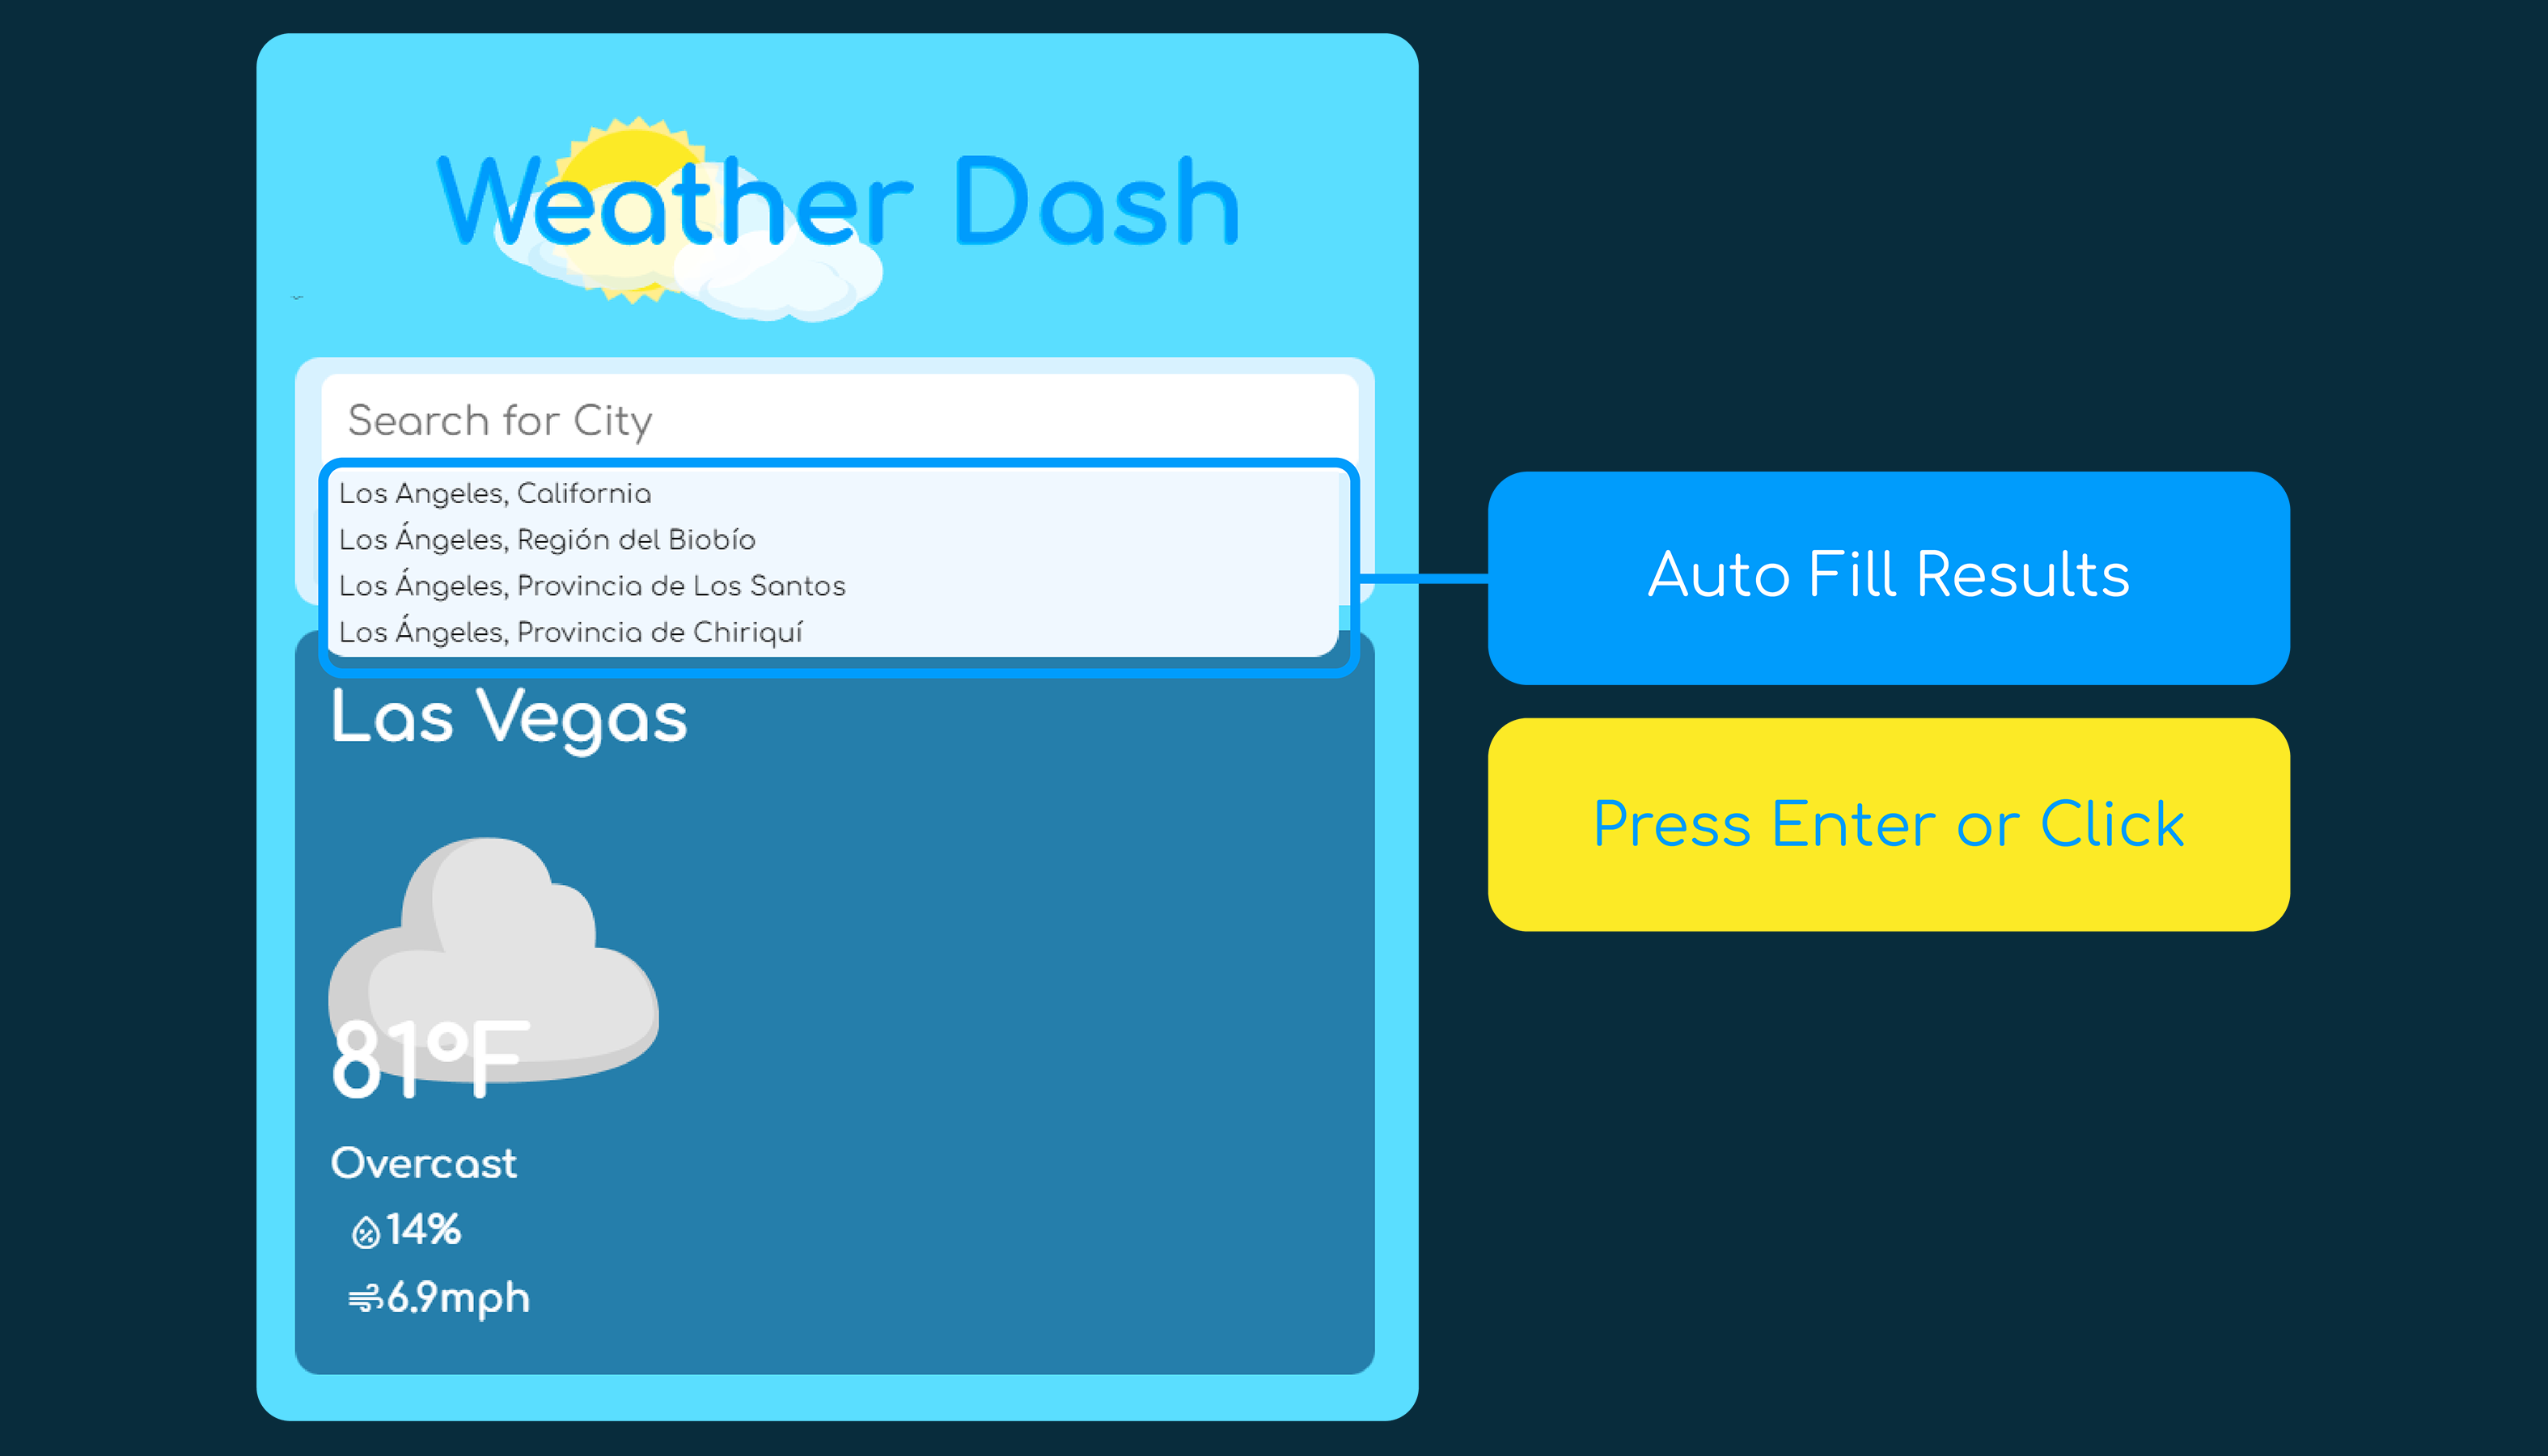 Weather Dash
Search for City
Los Angeles, California
Los Ángeles, Región del Biobío
Los Ángeles, Provincia de Los Santos
Los Ángeles, Provincia de Chiriquí
Las Vegas
81°F
Overcast
14%
6.9mph
Auto Fill Results
Press Enter or Click